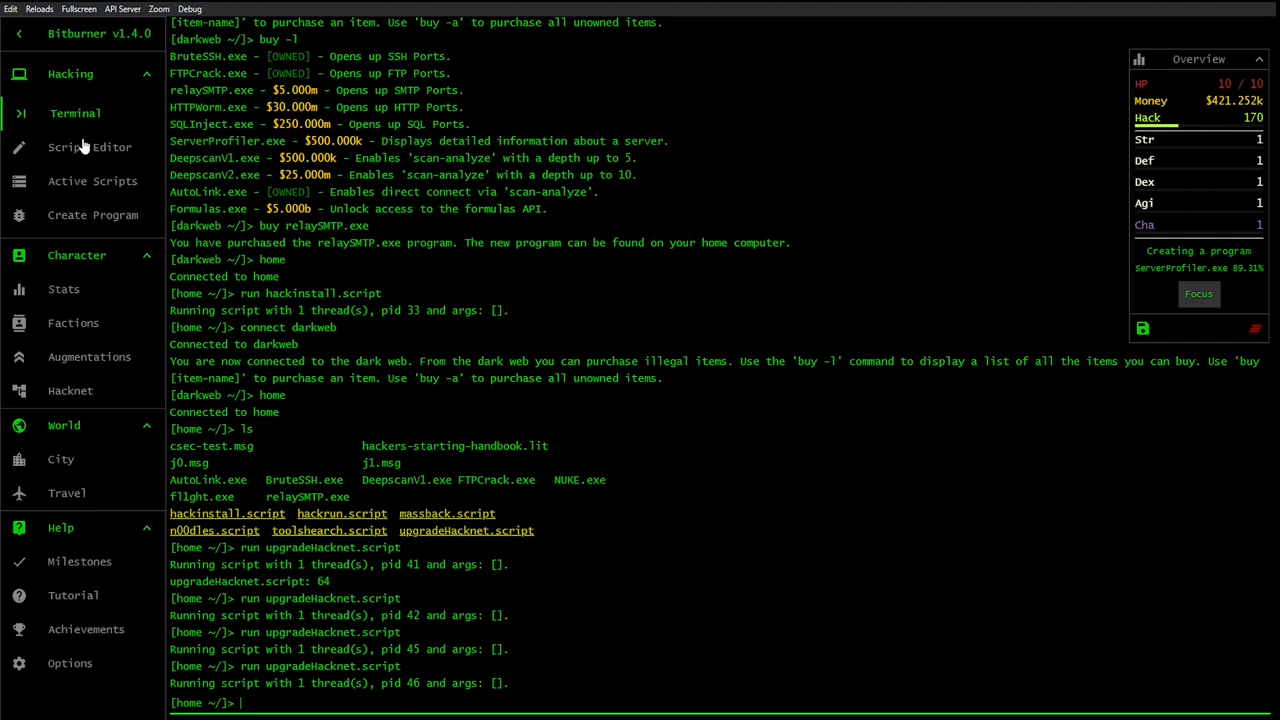 Edit Reloads Fullscreen API Server Zoom Debug
Bitburner v1.4.0
Hacking
Terminal
Script Editor
Active Scripts
Create Program
Character
Stats
Factions
Augmentations
Hacknet
World
City
Travel
Help
Milestones
Tutorial
Achievements
Options
[item-name]' to purchase an item. Use 'buy -a' to purchase all unowned items.
[darkweb ~/]> buy -l
BruteSSH.exe - [OWNED] - Opens up SSH Ports.
FTPCrack.exe - [OWNED] - Opens up FTP Ports.
relaySMTP.exe - $5.000m - Opens up SMTP Ports.
HTTPWorm.exe - $30.000m - Opens up HTTP Ports.
SQLInject.exe - $250.000m - Opens up SQL Ports.
ServerProfiler.exe - $500.000k - Displays detailed information about a server.
DeepscanV1.exe - $500.000k - Enables 'scan-analyze' with a depth up to 5.
DeepscanV2.exe - $25.000m - Enables 'scan-analyze' with a depth up to 10.
AutoLink.exe - [OWNED] - Enables direct connect via 'scan-analyze'.
Formulas.exe - $5.000b - Unlock access to the formulas API.
[darkweb ~/]> buy relaySMTP.exe
You have purchased the relaySMTP.exe program. The new program can be found on your home computer.
[darkweb ~/]> home
Connected to home
[home ~/]> run hackinstall.script
Running script with 1 thread(s), pid 33 and args: [].
[home ~/]> connect darkweb
Connected to darkweb
You are now connected to the dark web. From the dark web you can purchase illegal items. Use the 'buy -l' command to display a list of all the items you can buy. Use 'buy
[item-name]' to purchase an item. Use 'buy -a' to purchase all unowned items.
[darkweb ~/]> home
Connected to home
[home ~/]> ls
csec-test.msg hackers-starting-handbook.lit
j0.msg j1.msg
AutoLink.exe BruteSSH.exe DeepscanV1.exe FTPCrack.exe NUKE.exe
fl1ght.exe relaySMTP.exe
hackinstall.script hackrun.script massback.script
n00dles.script toolshearch.script upgradeHacknet.script
[home ~/]> run upgradeHacknet.script
Running script with 1 thread(s), pid 41 and args: [].
upgradeHacknet.script: 64
[home ~/]> run upgradeHacknet.script
Running script with 1 thread(s), pid 42 and args: [].
[home ~/]> run upgradeHacknet.script
Running script with 1 thread(s), pid 45 and args: [].
[home ~/]> run upgradeHacknet.script
Running script with 1 thread(s), pid 46 and args: [].
[home ~/]>
Overview
HP 10 / 10
Money $421.252k
Hack 170
Str 1
Def 1
Dex 1
Agi 1
Cha 1
Creating a program
ServerProfiler.exe 89.31%
Focus